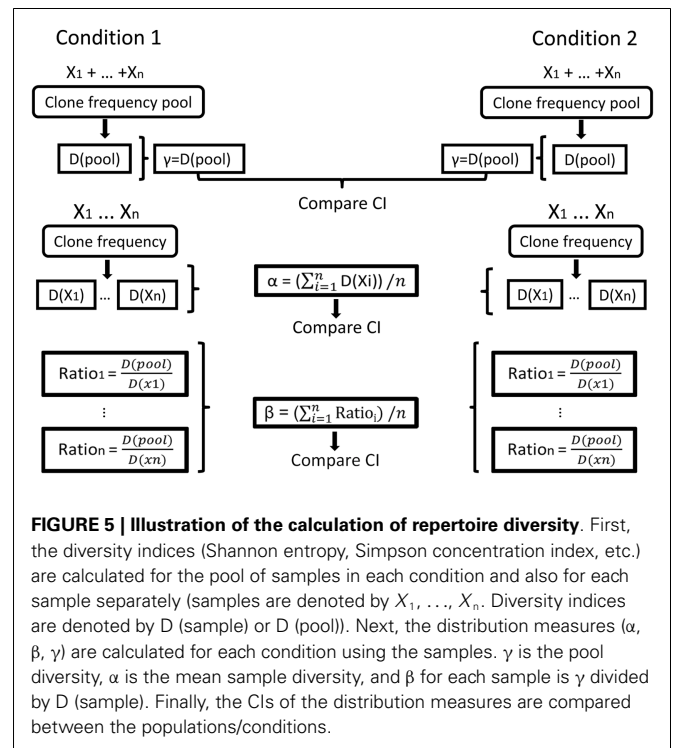 Condition 1
Condition 2
X1 + ... +Xn
X1 + ... +Xn
Clone frequency pool
Clone frequency pool
D(pool)
γ=D(pool)
γ=D(pool)
D(pool)
Compare CI
X1 ... Xn
X1 ... Xn
Clone frequency
Clone frequency
D(X1) ... D(Xn)
α = (∑ⁿᵢ₌₁ D(Xi)) /n
D(X1) ... D(Xn)
Compare CI
Ratio1 = D(pool)/D(x1)
Ratio1 = D(pool)/D(x1)
⋮
β = (∑ⁿᵢ₌₁ Ratioᵢ) /n
⋮
Ration = D(pool)/D(xn)
Compare CI
Ration = D(pool)/D(xn)
FIGURE 5 | Illustration of the calculation of repertoire diversity. First,
the diversity indices (Shannon entropy, Simpson concentration index, etc.)
are calculated for the pool of samples in each condition and also for each
sample separately (samples are denoted by X1, ..., Xn. Diversity indices
are denoted by D (sample) or D (pool)). Next, the distribution measures (α,
β, γ) are calculated for each condition using the samples. γ is the pool
diversity, α is the mean sample diversity, and β for each sample is γ divided
by D (sample). Finally, the CIs of the distribution measures are compared
between the populations/conditions.